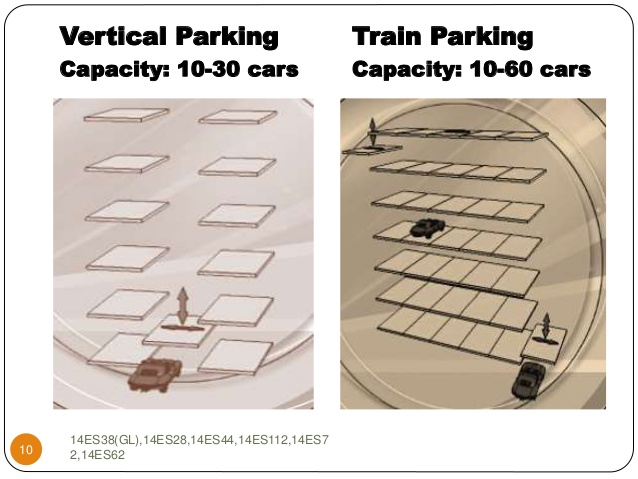 Vertical Parking
Capacity: 10-30 cars
Train Parking
Capacity: 10-60 cars
10
14ES38(GL),14ES28,14ES44,14ES112,14ES7
2,14ES62